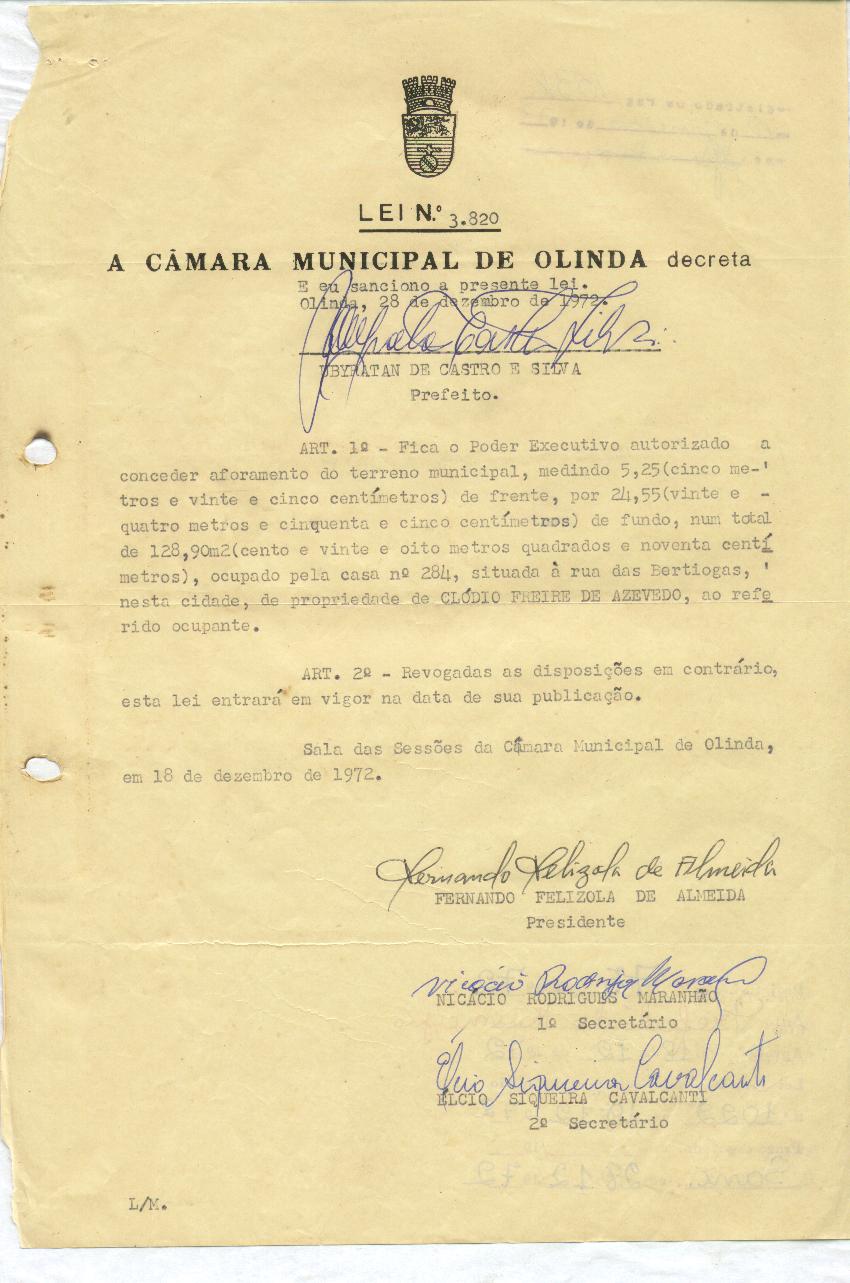 LEI N.º 3.820
A CÂMARA MUNICIPAL DE OLINDA decreta
E eu sanciono a presente lei.
Olinda, 28 de dezembro de 1972.
UBYRATAN DE CASTRO E SILVA
Prefeito.
ART. 1º - Fica o Poder Executivo autorizado a
conceder aforamento do terreno municipal, medindo 5,25(cinco me-'
tros e vinte e cinco centímetros) de frente, por 24,55(vinte e -
quatro metros e cinquenta e cinco centímetros) de fundo, num total
de 128,90m2(cento e vinte e oito metros quadrados e noventa centí
metros), ocupado pela casa nº 284, situada à rua das Bertiogas, '
nesta cidade, de propriedade de CLÓDIO FREIRE DE AZEVEDO, ao refe
rido ocupante.
ART. 2º - Revogadas as disposições em contrário,
esta lei entrará em vigor na data de sua publicação.
Sala das Sessões da Câmara Municipal de Olinda,
em 18 de dezembro de 1972.
Fernando Felizola de Almeida
FERNANDO FELIZOLA DE ALMEIDA
Presidente
Nicácio Rodrigues Maranhão
NICÁCIO RODRIGUES MARANHÃO
1º Secretário
Élcio Siqueira Cavalcanti
ÉLCIO SIQUEIRA CAVALCANTI
2º Secretário
L/M.